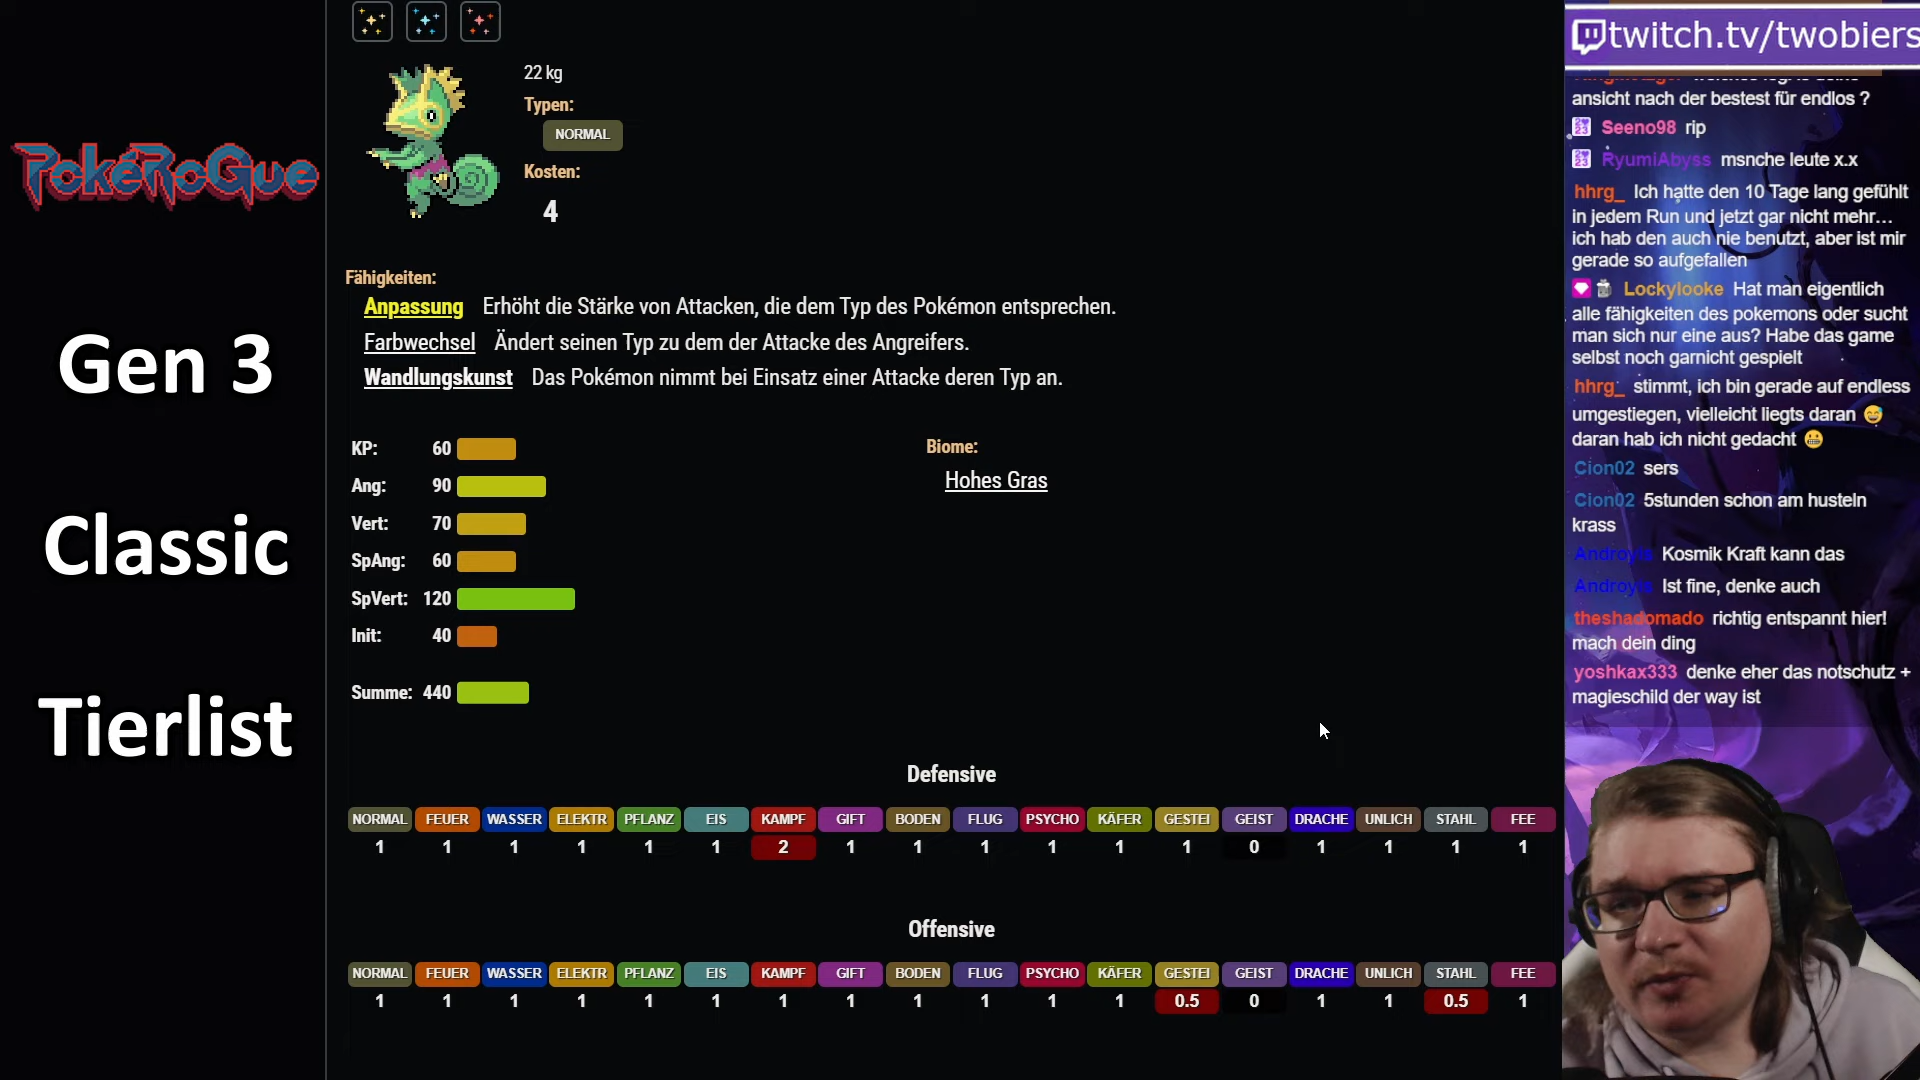 PokéRoGue
Gen 3
Classic
Tierlist
22 kg
Typen:
NORMAL
Kosten:
4
Fähigkeiten:
Anpassung Erhöht die Stärke von Attacken, die dem Typ des Pokémon entsprechen.
Farbwechsel Ändert seinen Typ zu dem der Attacke des Angreifers.
Wandlungskunst Das Pokémon nimmt bei Einsatz einer Attacke deren Typ an.
KP: 60
Ang: 90
Vert: 70
SpAng: 60
SpVert: 120
Init: 40
Summe: 440
Biome:
Hohes Gras
Defensive
NORMAL FEUER WASSER ELEKTR PFLANZ EIS KAMPF GIFT BODEN FLUG PSYCHO KÄFER GESTEI GEIST DRACHE UNLICH STAHL FEE
1 1 1 1 1 1 2 1 1 1 1 1 1 0 1 1 1 1
Offensive
NORMAL FEUER WASSER ELEKTR PFLANZ EIS KAMPF GIFT BODEN FLUG PSYCHO KÄFER GESTEI GEIST DRACHE UNLICH STAHL FEE
1 1 1 1 1 1 1 1 1 1 1 1 0.5 0 1 1 0.5 1
twitch.tv/twobiers
ansicht nach der bestest für endlos ?
Seeno98 rip
RyumiAbyss msnche leute x.x
hhrg_ Ich hatte den 10 Tage lang gefühlt
in jedem Run und jetzt gar nicht mehr…
ich hab den auch nie benutzt, aber ist mir
gerade so aufgefallen
Lockylooke Hat man eigentlich
alle fähigkeiten des pokemons oder sucht
man sich nur eine aus? Habe das game
selbst noch garnicht gespielt
hhrg_ stimmt, ich bin gerade auf endless
umgestiegen, vielleicht liegts daran 😅
daran hab ich nicht gedacht 😬
Cion02 sers
Cion02 5stunden schon am husteln
krass
Kosmik Kraft kann das
Ist fine, denke auch
theshadomado richtig entspannt hier!
mach dein ding
yoshkax333 denke eher das notschutz +
magieschild der way ist